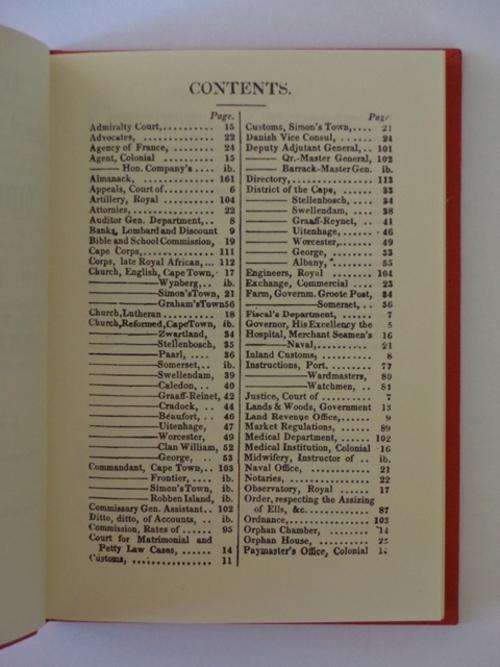 CONTENTS.
Page.
Admiralty Court,.......... 15
Advocates, .............. 22
Agency of France, ........ 24
Agent, Colonial .......... 15
——— Hon. Company's .... ib.
Almanack, .............. 161
Appeals, Court of.......... 6
Artillery, Royal .......... 104
Attornies, ............... 22
Auditor Gen. Department, .. 8
Banks, Lombard and Discount 9
Bible and School Commission, 19
Cape Corps,............. 111
Corps, late Royal African, ... 112
Church, English, Cape Town, · 17
————Wynberg,.. ib.
————Simon's Town, 21
————Graham's Town 56
Church, Lutheran .......... 18
Church, Reformed, Cape Town, ib.
————Zwartland, 34
————Stellenbosch, 35
————Paarl, .... 36
————Somerset,.. ib.
————Swellendam, 39
————Caledon, .. 40
————Graaff-Reinet, 42
————Cradock, .. 44
————Beaufort, .. 46
————Uitenhage, 47
————Worcester, 49
————Clan William, 52
————George, .. 53
Commandant, Cape Town, .. 103
————Frontier, .... ib.
————Simon's Town, ib.
————Robben Island, ib.
Commissary Gen. Assistant.. 102
Ditto, ditto, of Accounts, .. ib.
Commission, Rates of ...... 95
Court for Matrimonial and
Petty Law Cases, ...... 14
Customs, ................ 11
Page
Customs, Simon's Town,.... 21
Danish Vice Consul, ...... 24
Deputy Adjutant General, .. 101
——— Qr.-Master General, 102
——— Barrack-Master Gen. ib.
Directory,................ 113
District of the Cape, ...... 33
——— Stellenbosch, .... 34
——— Swellendam, .... 38
——— Graaff-Reynet, .. 41
——— Uitenhage, ...... 46
——— Worcester,...... 49
——— George, ........ 53
——— Albany, ........ 55
Engineers, Royal ........ 104
Exchange, Commercial .... 23
Farm, Governm. Groote Post, 34
————Somerset, .. 36
Fiscal's Department, ...... 7
Governor, His Excellency the 5
Hospital, Merchant Seamen's 16
————Naval,.......... 21
Inland Customs, .......... 8
Instructions, Port.......... 77
————Wardmasters, 80
————Watchmen, .. 81
Justice, Court of .......... 7
Lands & Woods, Government 13
Land Revenue Office,...... 9
Market Regulations, ...... 89
Medical Department, ...... 102
Medical Institution, Colonial 16
Midwifery, Instructor of .. ib.
Naval Office, ............ 21
Notaries, ................ 22
Observatory, Royal ...... 17
Order, respecting the Assizing
of Ells, &c............ 87
Ordnance,................ 103
Orphan Chamber, ........ 14
Orphan House, ..........
Paymaster's Office, Colonial